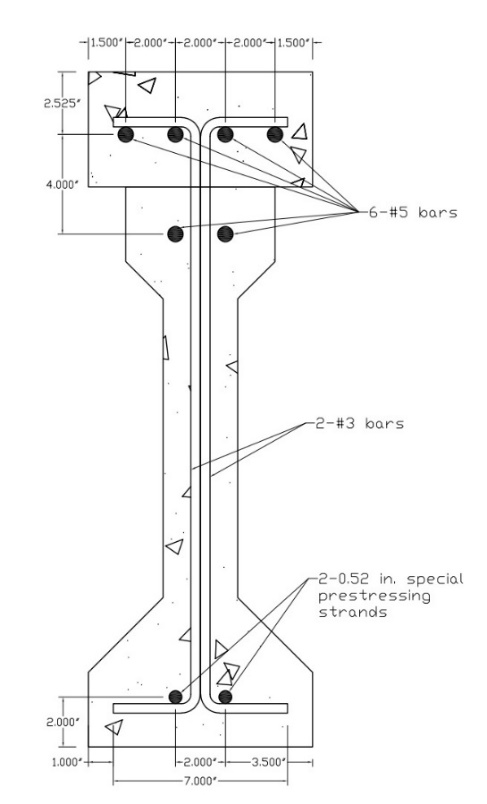 1.500" 2.000" 2.000" 2.000" 1.500"
2.525"
4.000"
6-#5 bars
2-#3 bars
2-0.52 in. special
prestressing
strands
2.000"
1.000" 2.000" 3.500"
7.000"